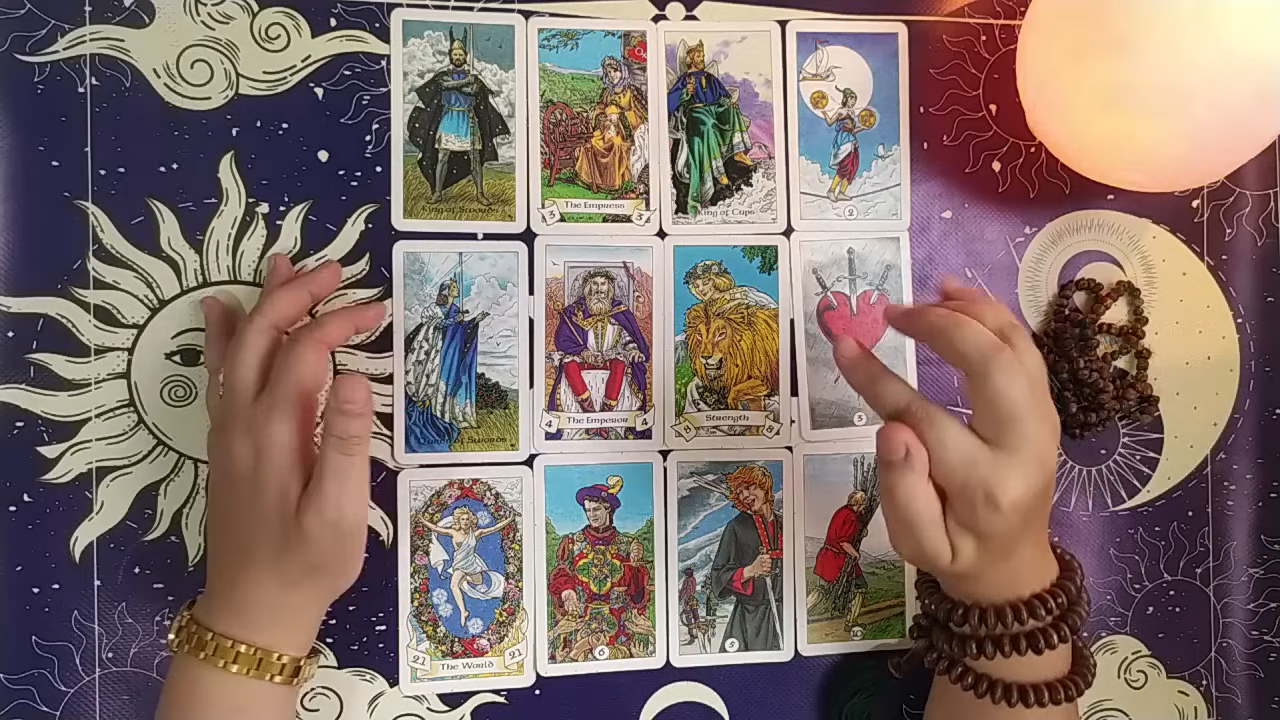 King of Swords
3 The Empress 3
King of Cups
2
Queen of Swords
4 The Emperor 4
8 Strength 8
3
21 The World 21
6
5
10